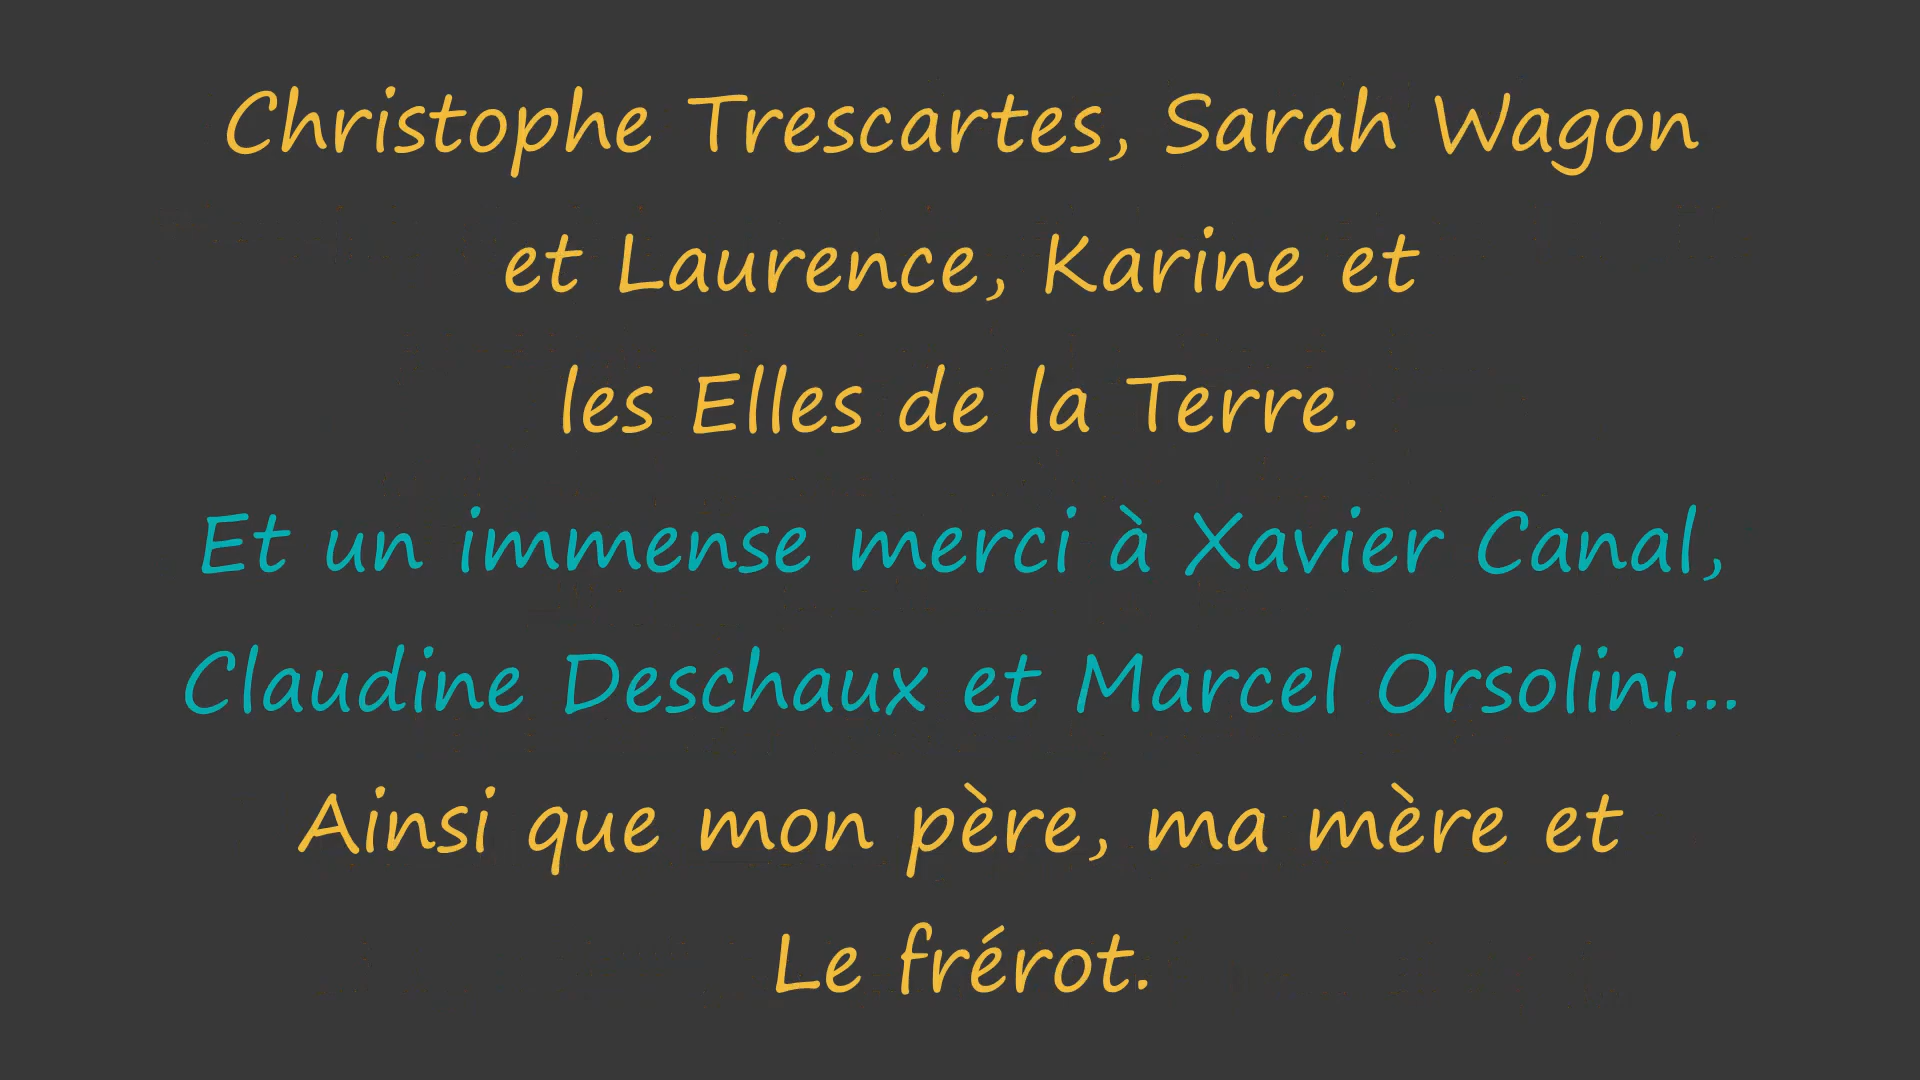 Christophe Trescartes, Sarah Wagon
et Laurence, Karine et
les Elles de la Terre.
Et un immense merci à Xavier Canal,
Claudine Deschaux et Marcel Orsolini...
Ainsi que mon père, ma mère et
Le frérot.